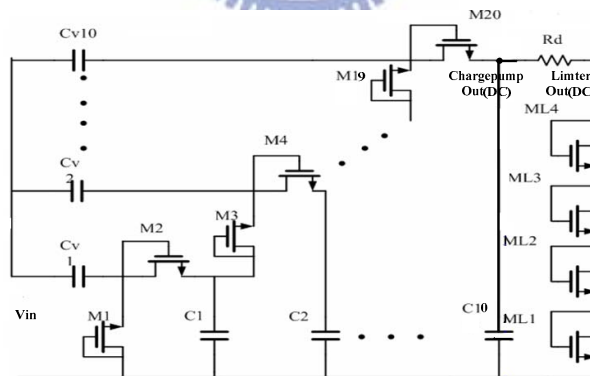 Cv10
M20
Rd
M19
Chargepump
Out(DC)
Limter
Out(DC
ML4
M4
Cv
2
ML3
M3
M2
Cv
1
ML2
Vin
M1
C1
C2
C10
ML1